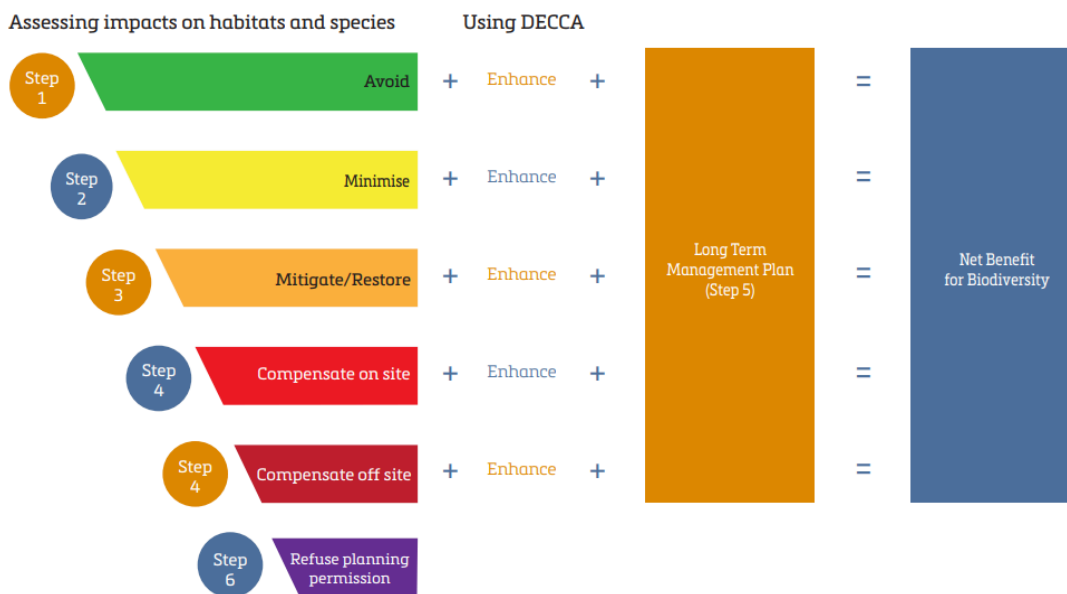 Assessing impacts on habitats and species
Using DECCA
Step
1
Avoid
+
Enhance
+
=
Step
2
Minimise
+
Enhance
+
=
Step
3
Mitigate/Restore
+
Enhance
+
Long Term
Management Plan
(Step 5)
=
Net Benefit
for Biodiversity
Step
4
Compensate on site
+
Enhance
+
=
Step
4
Compensate off site
+
Enhance
+
=
Step
6
Refuse planning
permission